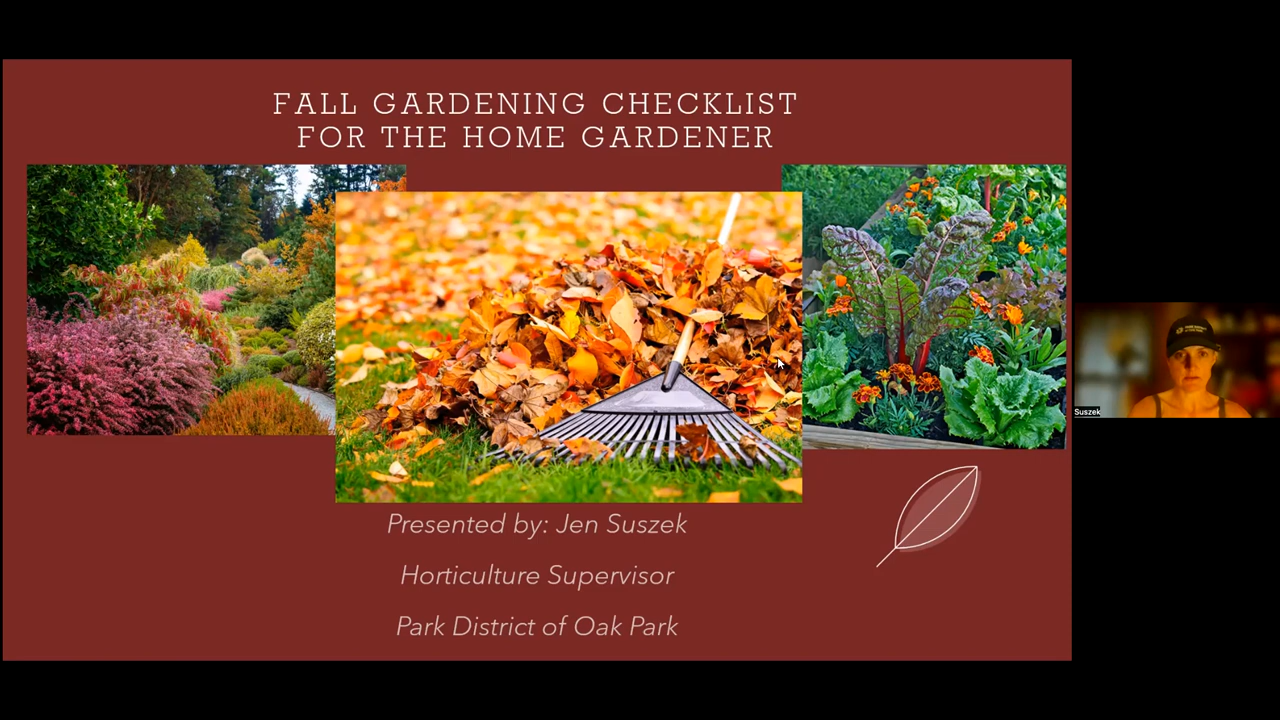 FALL GARDENING CHECKLIST
FOR THE HOME GARDENER
Presented by: Jen Suszek
Horticulture Supervisor
Park District of Oak Park
Suszek